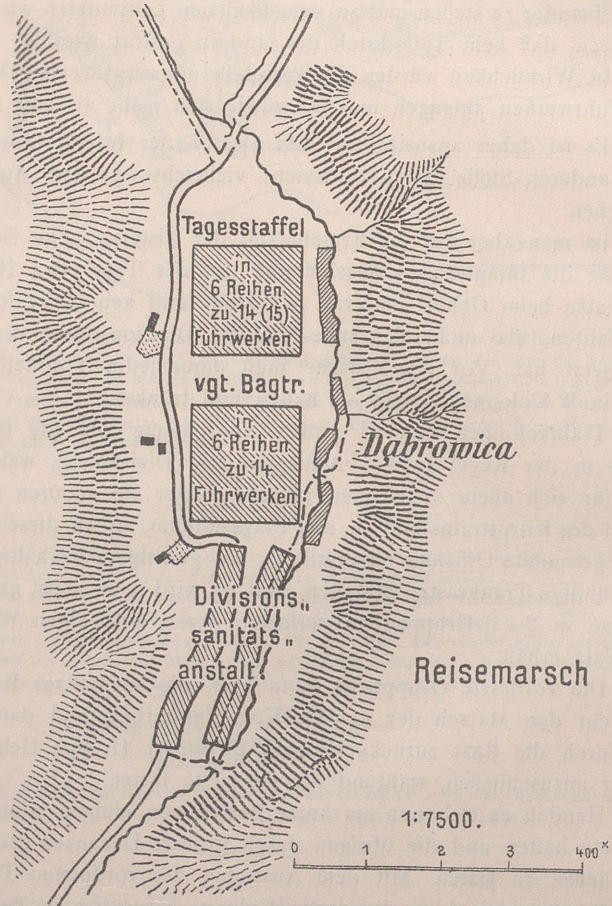 Tagesstaffel
in
6 Reihen
zu 14 (15)
Fuhrwerken
vgt. Bagtr.
in
6 Reihen
zu 14
Fuhrwerken
Dąbrowica
Divisions„
sanitäts„
anstalt.
Reisemarsch
1:7500.
1 2 3 400ˣ